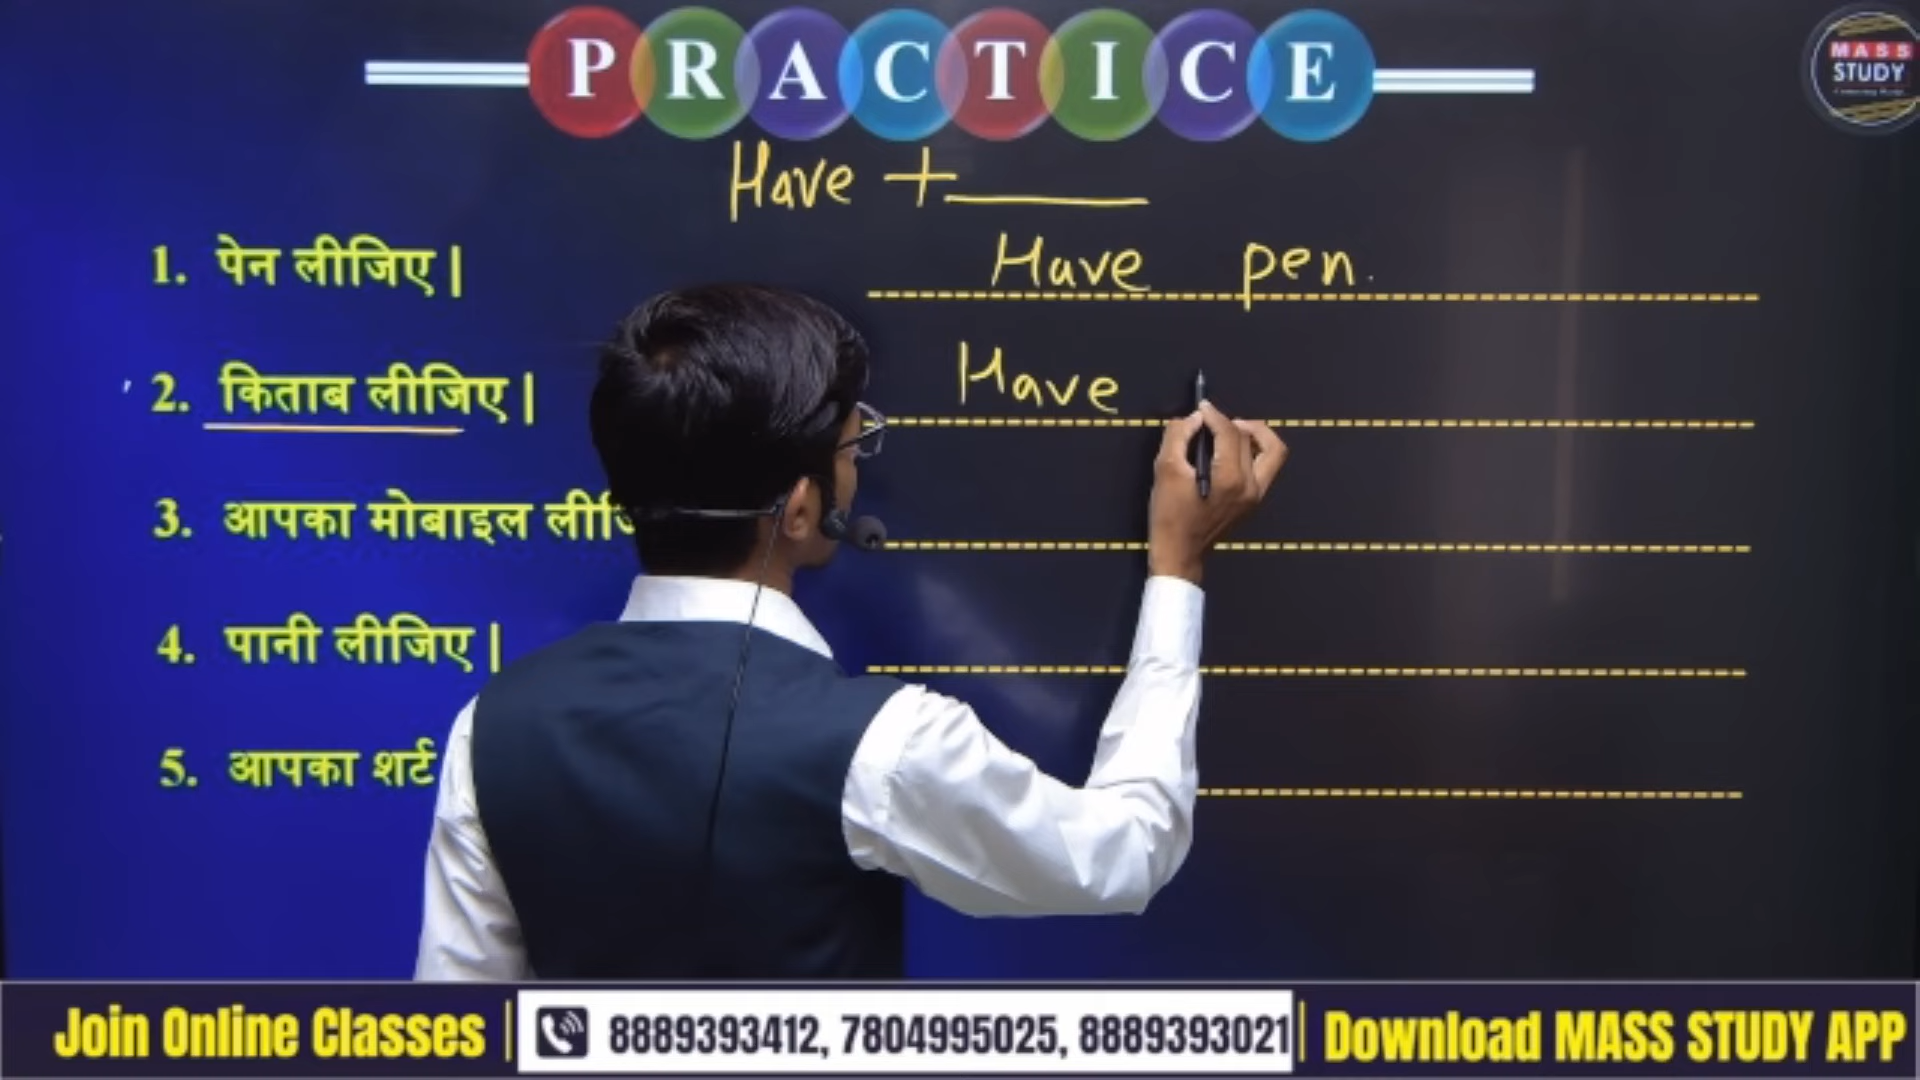 PRACTICE
MASS
STUDY
Have + ______
1. पेन लीजिए |
Have pen.
2. किताब लीजिए |
Have
3. आपका मोबाइल
4. पानी लीजिए |
5. आपका शर्ट
Join Online Classes | 8889393412, 7804995025, 8889393021 | Download MASS STUDY APP